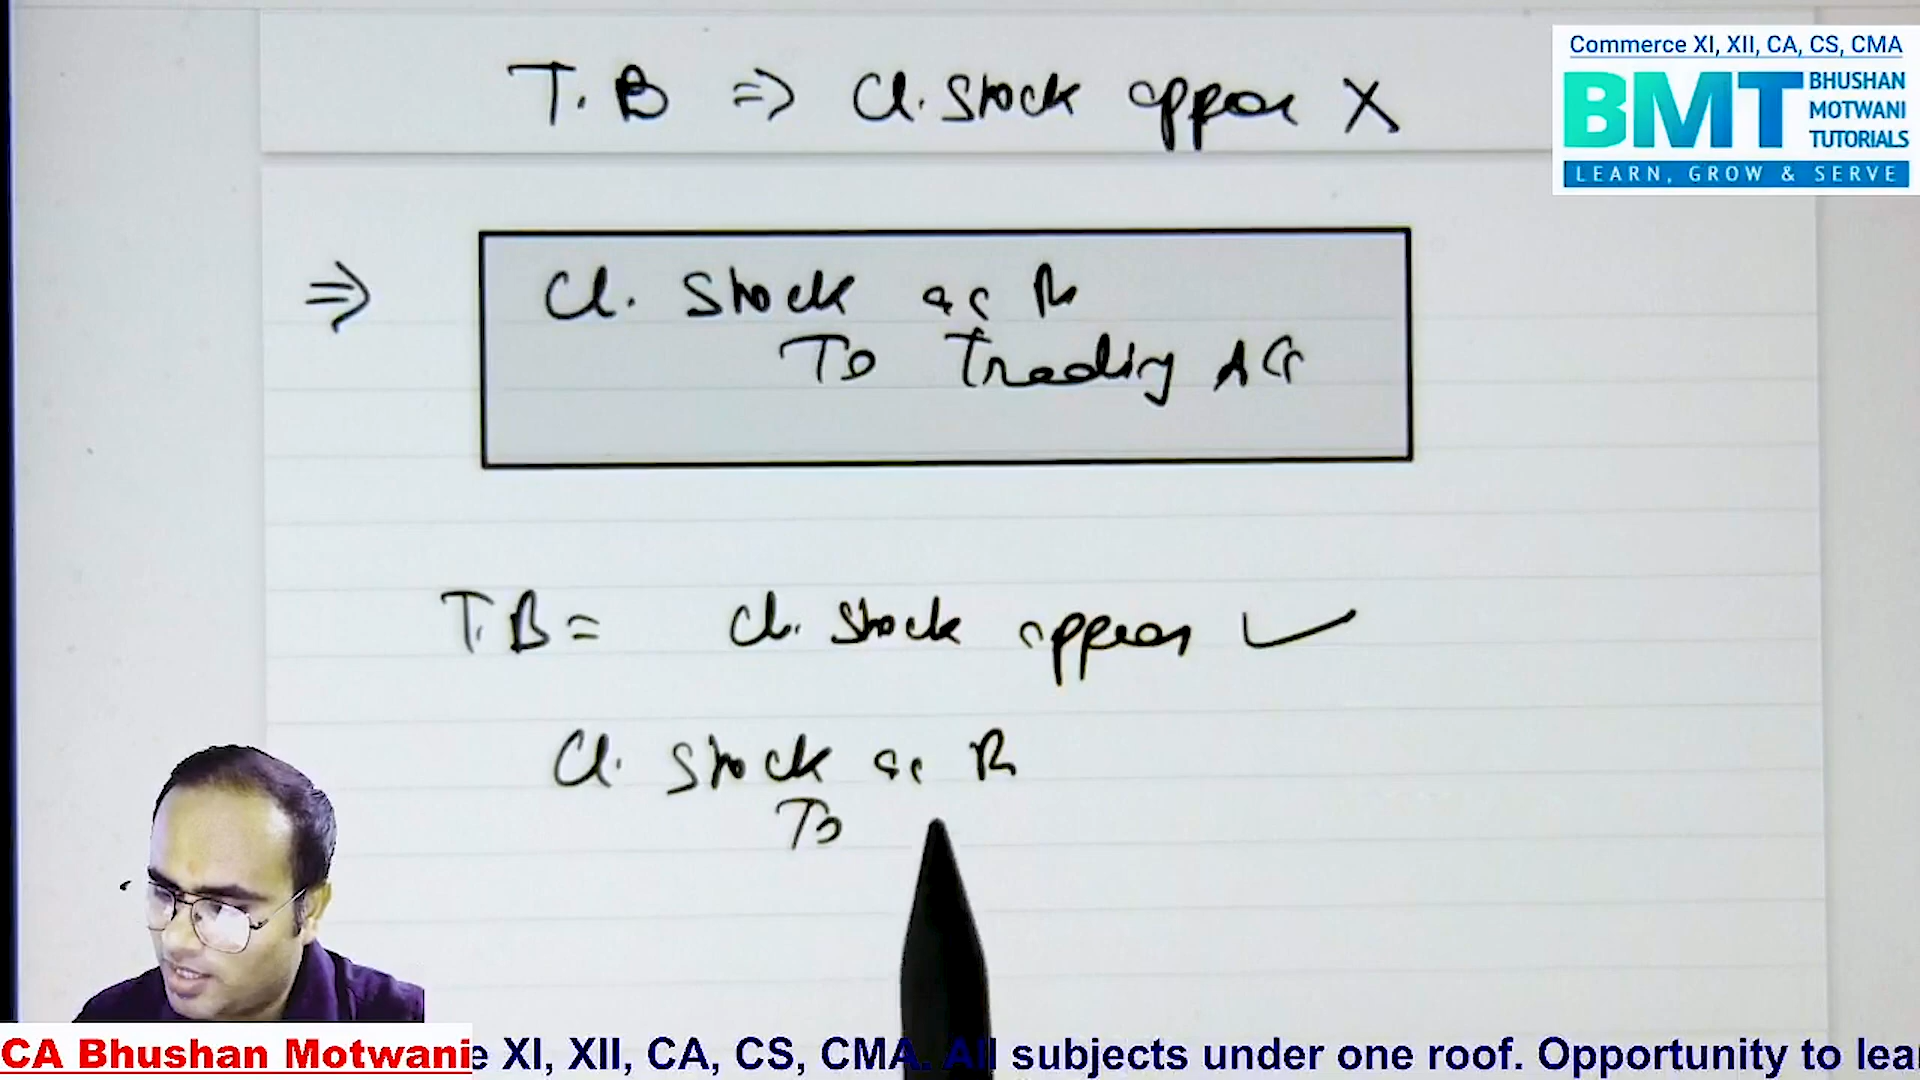 T.B => Cl. Stock appear X
Commerce XI, XII, CA, CS, CMA
BMT BHUSHAN
MOTWANI
TUTORIALS
LEARN, GROW & SERVE
=> Cl. Stock ac Dr
To Trading A/c
T.B = Cl. Stock appear ✓
Cl. Stock ac Dr
To
CA Bhushan Motwani
e XI, XII, CA, CS, CMA. All subjects under one roof. Opportunity to lea